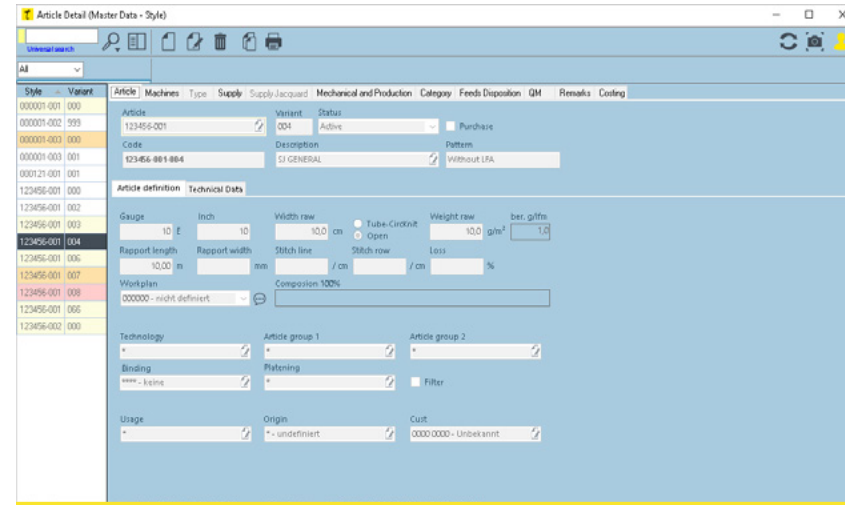 Article Detail (Master Data - Style)
Universal search
All
Style Variant
000001-001 000
000001-002 999
000001-003 000
000001-003 001
000121-001 001
123456-001 000
123456-001 002
123456-001 003
123456-001 004
123456-001 006
123456-001 007
123456-001 008
123456-001 066
123456-002 000
Article Machines Type Supply Supply Jacquard Mechanical and Production Category Feeds Disposition QM Remarks Costing
Article Variant Status
123456-001 004 Active Purchase
Code Description Pattern
123456-001-004 SJ GENERAL Without LFA
Article definition Technical Data
Gauge Inch Width raw Tube-Circknit Weight raw ber. g/lfm
10 E 10 10,0 cm Open 10,0 g/m² 1,0
Rapport length Rapport width Stitch line Stitch row Loss
10,00 m mm / cm / cm %
Workplan Composion 100%
000000 - nicht definiert
Technology Article group 1 Article group 2
* * *
Binding Platening
**** - keine * Filter
Usage Origin Cust
* * - undefiniert 0000 0000 - Unbekannt